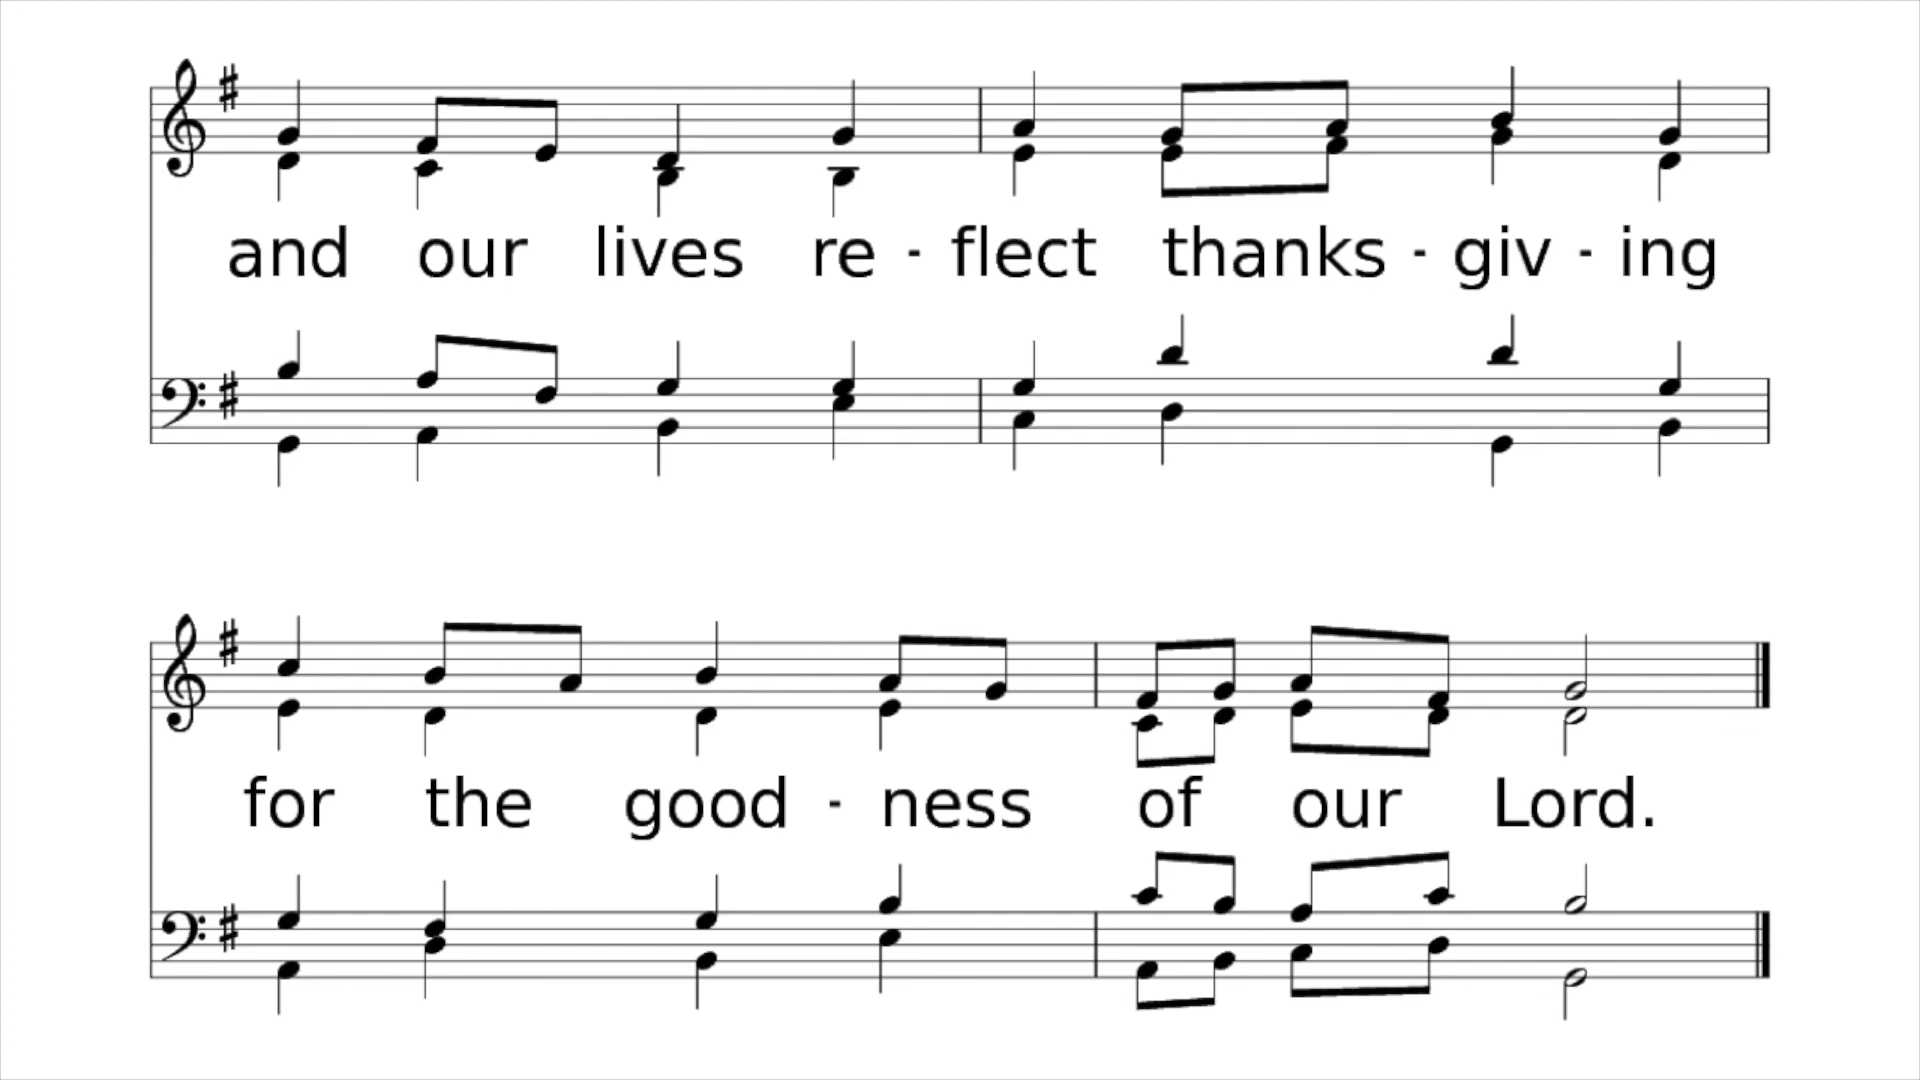 and our lives re - flect thanks - giv - ing
for the good - ness of our Lord.